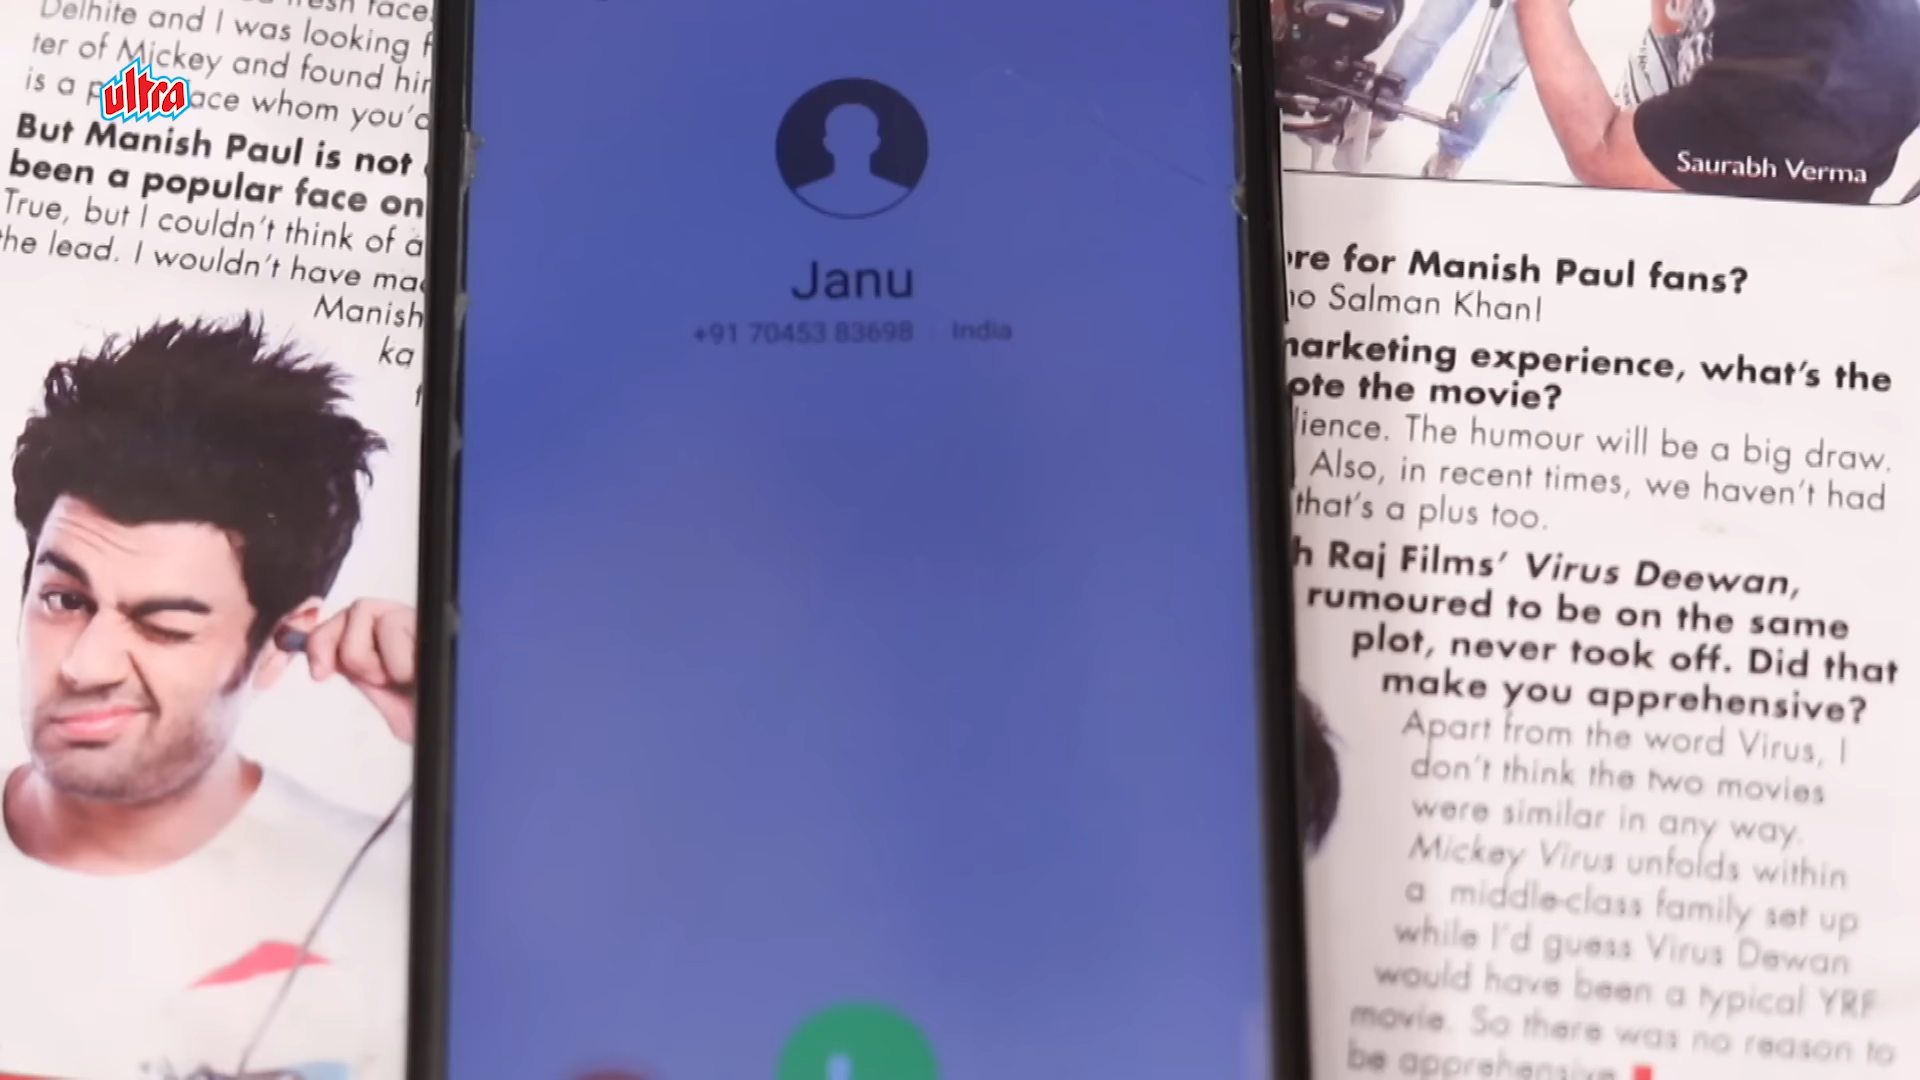 fresh face
Delhite and I was looking
ter of Mickey and found hir
is a ace whom you'd
ultra
But Manish Paul is not
been a popular face on
True, but I couldn't think of a
the lead. I wouldn't have mad
Manish
ka
Janu
+91 70453 83698 India
Saurabh Verma
ore for Manish Paul fans?
no Salman Khan!
marketing experience, what's the
ote the movie?
lience. The humour will be a big draw.
Also, in recent times, we haven't had
that's a plus too.
h Raj Films' Virus Deewan,
rumoured to be on the same
plot, never took off. Did that
make you apprehensive?
Apart from the word Virus, I
don't think the two movies
were similar in any way.
Mickey Virus unfolds within
a middle-class family set up
while I'd guess Virus Dewan
would have been a typical YRF
movie. So there was no reason to
be apprehensive.